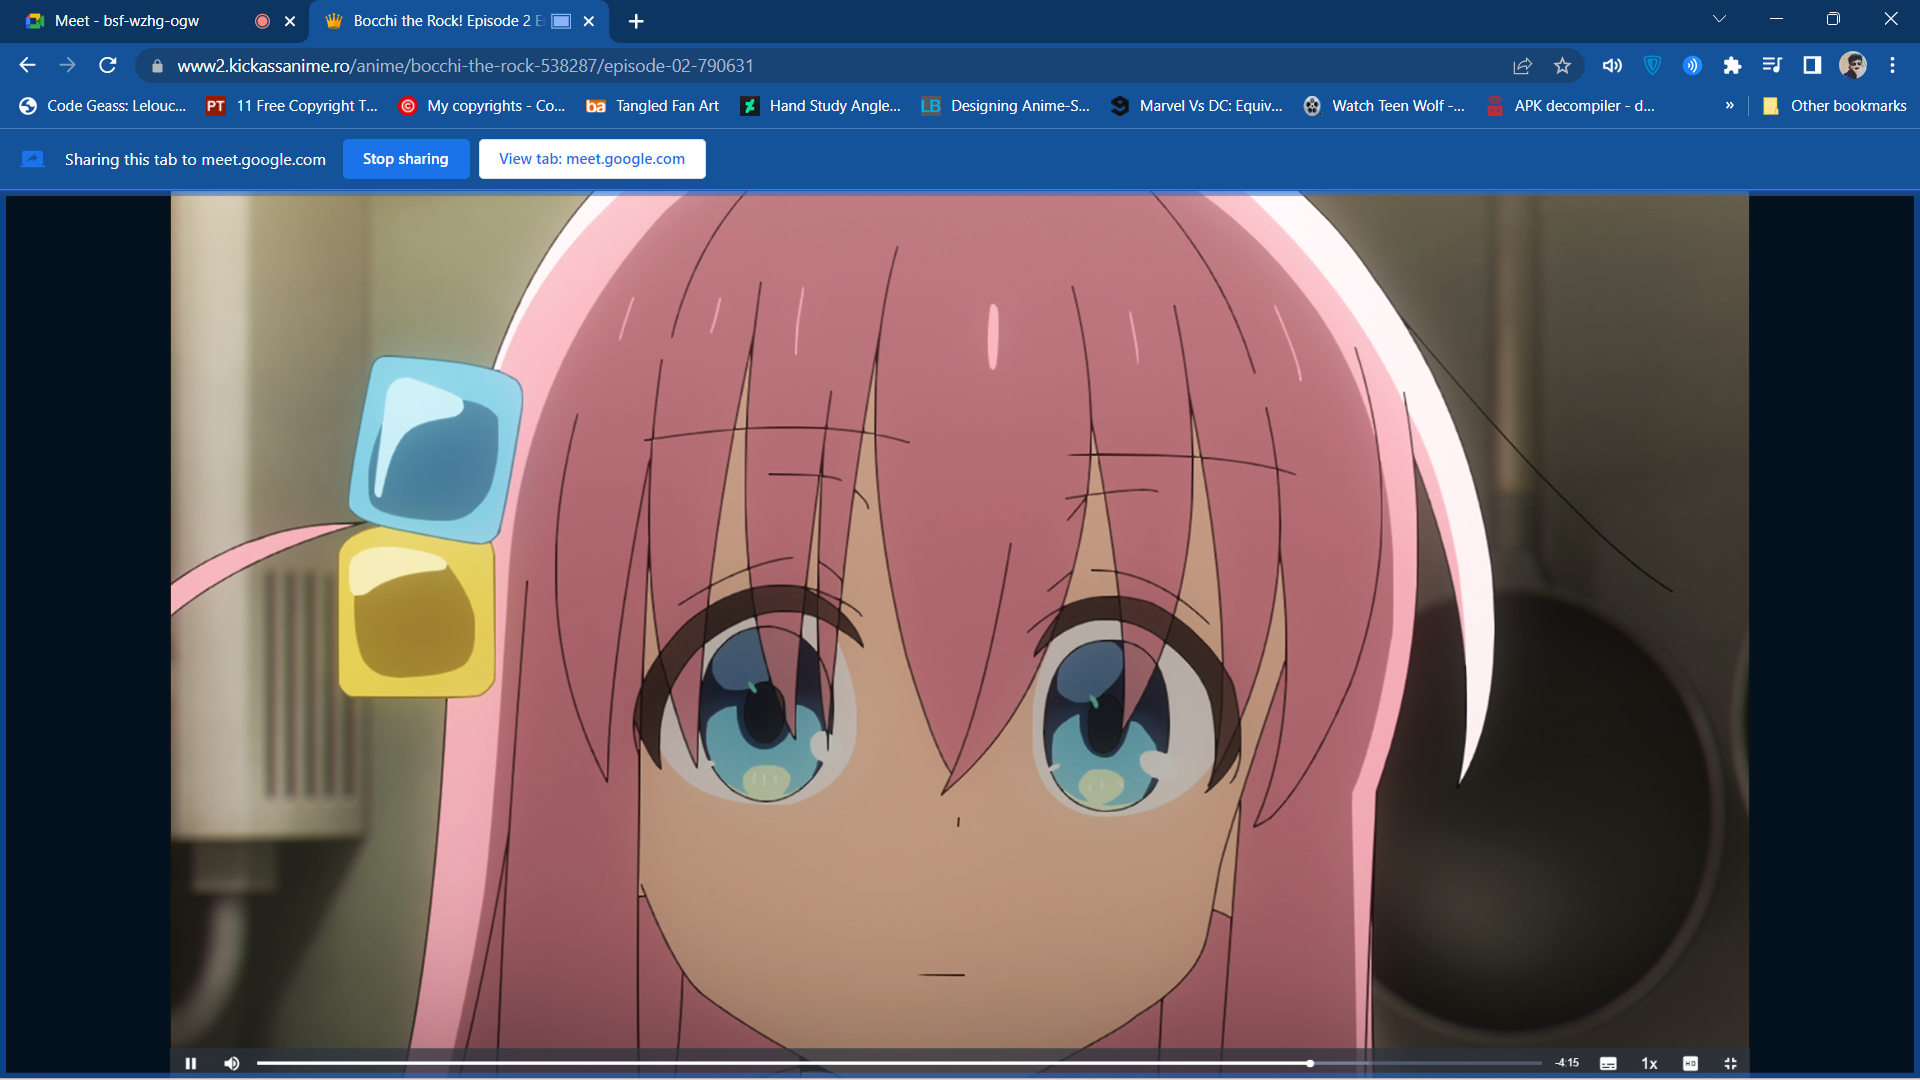 Meet - bsf-wzhg-ogw
Bocchi the Rock! Episode 2 E
www2.kickassanime.ro/anime/bocchi-the-rock-538287/episode-02-790631
Code Geass: Lelouc...
PT
11 Free Copyright T...
My copyrights - Co...
ba
Tangled Fan Art
Hand Study Angle...
LB
Designing Anime-S...
Marvel Vs DC: Equiv...
Watch Teen Wolf -...
APK decompiler - d...
»
Other bookmarks
Sharing this tab to meet.google.com
Stop sharing
View tab: meet.google.com
-4:15
1x
HD